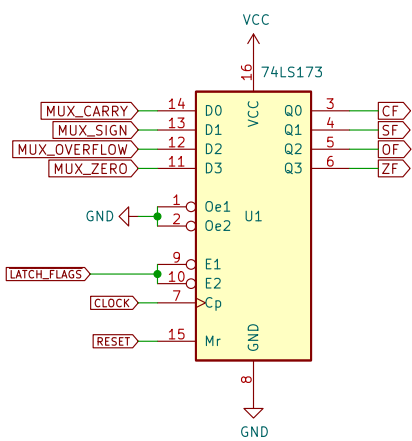 VCC
74LS173
16
VCC
MUX_CARRY 14 D0 Q0 3 CF
MUX_SIGN 13 D1 Q1 4 SF
MUX_OVERFLOW 12 D2 Q2 5 OF
MUX_ZERO 11 D3 Q3 6 ZF
1 Oe1
GND U1
2 Oe2
9 E1
LATCH_FLAGS
10 E2
CLOCK 7 Cp
RESET 15 Mr
GND
8
GND